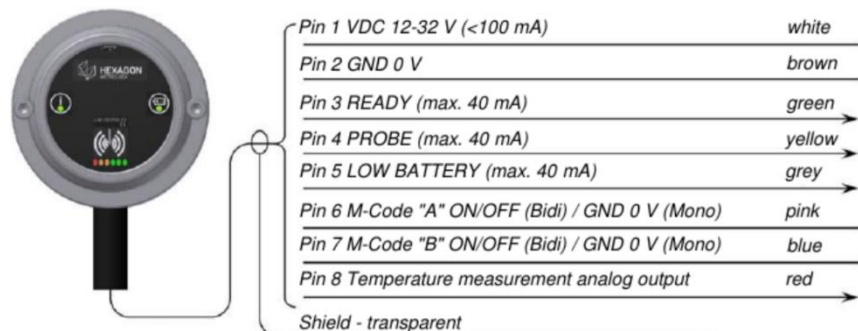 HEXAGON
Pin 1 VDC 12-32 V (<100 mA) white
Pin 2 GND 0 V brown
Pin 3 READY (max. 40 mA) green
Pin 4 PROBE (max. 40 mA) yellow
Pin 5 LOW BATTERY (max. 40 mA) grey
Pin 6 M-Code "A" ON/OFF (Bidi) / GND 0 V (Mono) pink
Pin 7 M-Code "B" ON/OFF (Bidi) / GND 0 V (Mono) blue
Pin 8 Temperature measurement analog output red
Shield - transparent